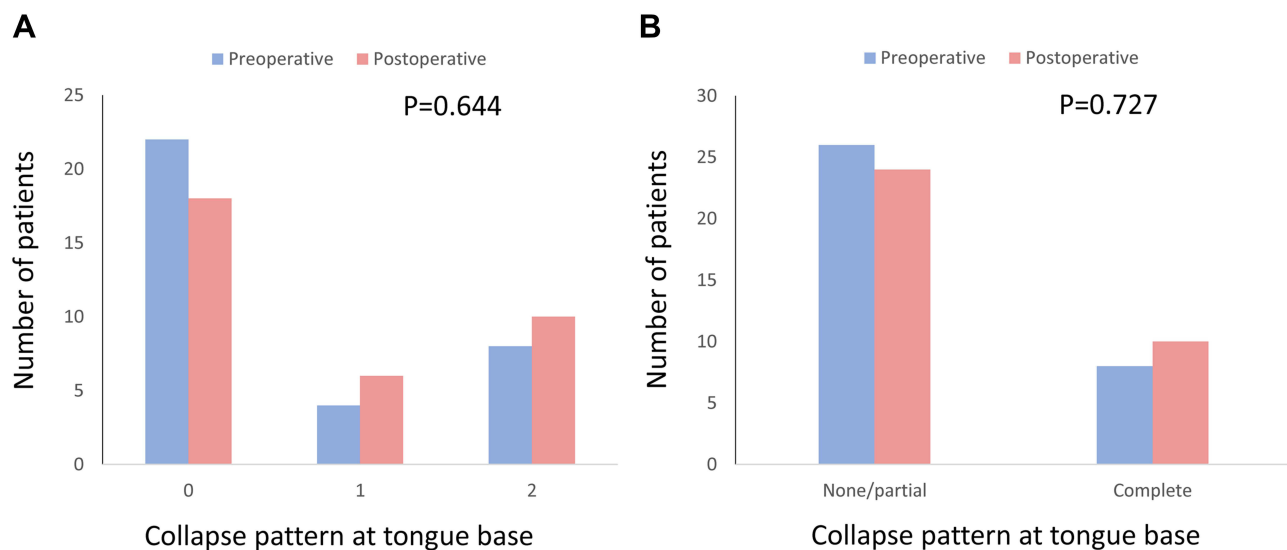 A
Preoperative Postoperative
P=0.644
Number of patients
25
20
15
10
5
0
0 1 2
Collapse pattern at tongue base
B
Preoperative Postoperative
P=0.727
Number of patients
30
25
20
15
10
5
0
None/partial Complete
Collapse pattern at tongue base